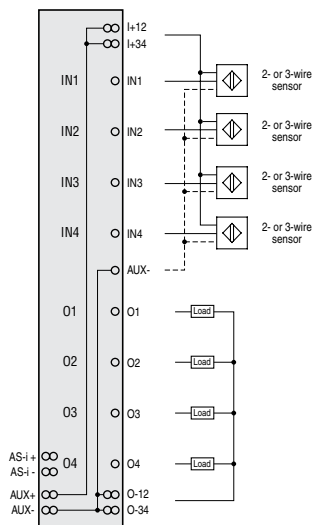 I+12
I+34
IN1 IN1 2- or 3-wire
sensor
IN2 IN2 2- or 3-wire
sensor
IN3 IN3 2- or 3-wire
sensor
IN4 IN4 2- or 3-wire
sensor
AUX-
O1 O1 Load
O2 O2 Load
O3 O3 Load
AS-i +
O4 O4 Load
AS-i -
AUX+ O-12
AUX- O-34